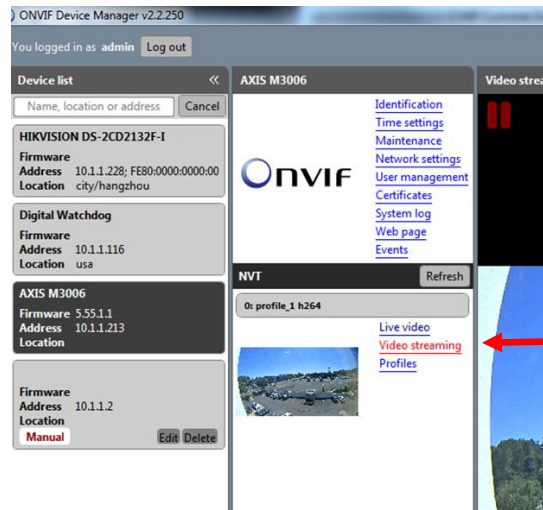 ONVIF Device Manager v2.2.250
You logged in as admin Log out
Device list «
Name, location or address Cancel
HIKVISION DS-2CD2132F-I
Firmware
Address 10.1.1.228; FE80:0000:0000:00
Location city/hangzhou
Digital Watchdog
Firmware
Address 10.1.1.116
Location usa
AXIS M3006
Firmware 5.55.1.1
Address 10.1.1.213
Location
Firmware
Address 10.1.1.2
Location
Manual Edit Delete
AXIS M3006
ONVIF
Identification
Time settings
Maintenance
Network settings
User management
Certificates
System log
Web page
Events
NVT Refresh
0: profile_1 h264
Live video
Video streaming
Profiles
Video strea